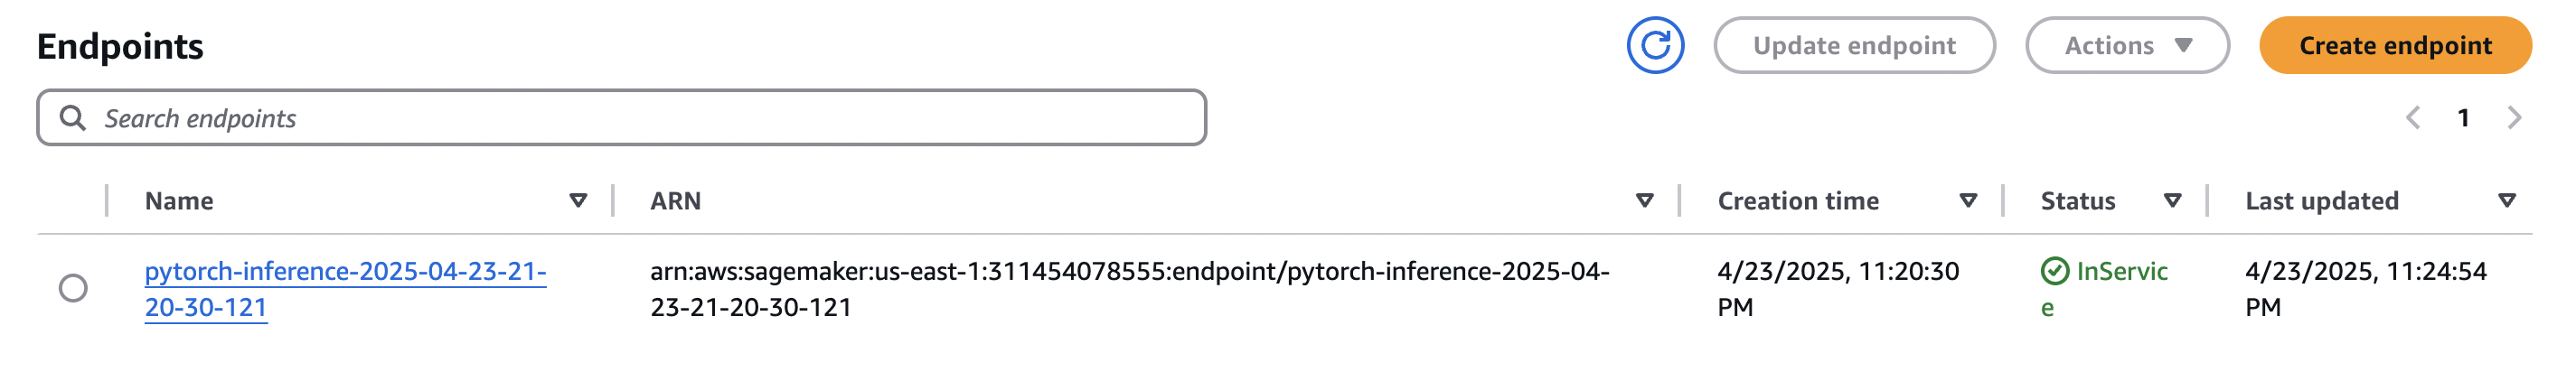 Endpoints
Update endpoint
Actions
Create endpoint
Search endpoints
1
Name
ARN
Creation time
Status
Last updated
pytorch-inference-2025-04-23-21-
20-30-121
arn:aws:sagemaker:us-east-1:311454078555:endpoint/pytorch-inference-2025-04-
23-21-20-30-121
4/23/2025, 11:20:30
PM
InServic
e
4/23/2025, 11:24:54
PM